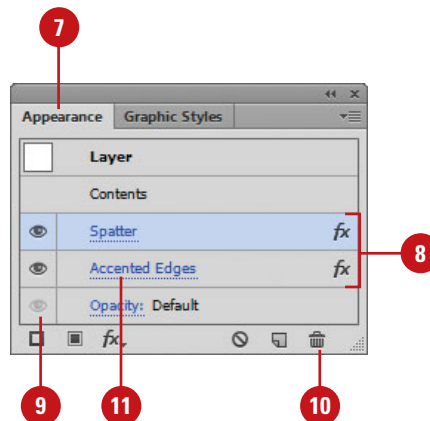 7
Appearance Graphic Styles
Layer
Contents
Spatter fx
8
Accented Edges fx
Opacity: Default
fx
9 11 10